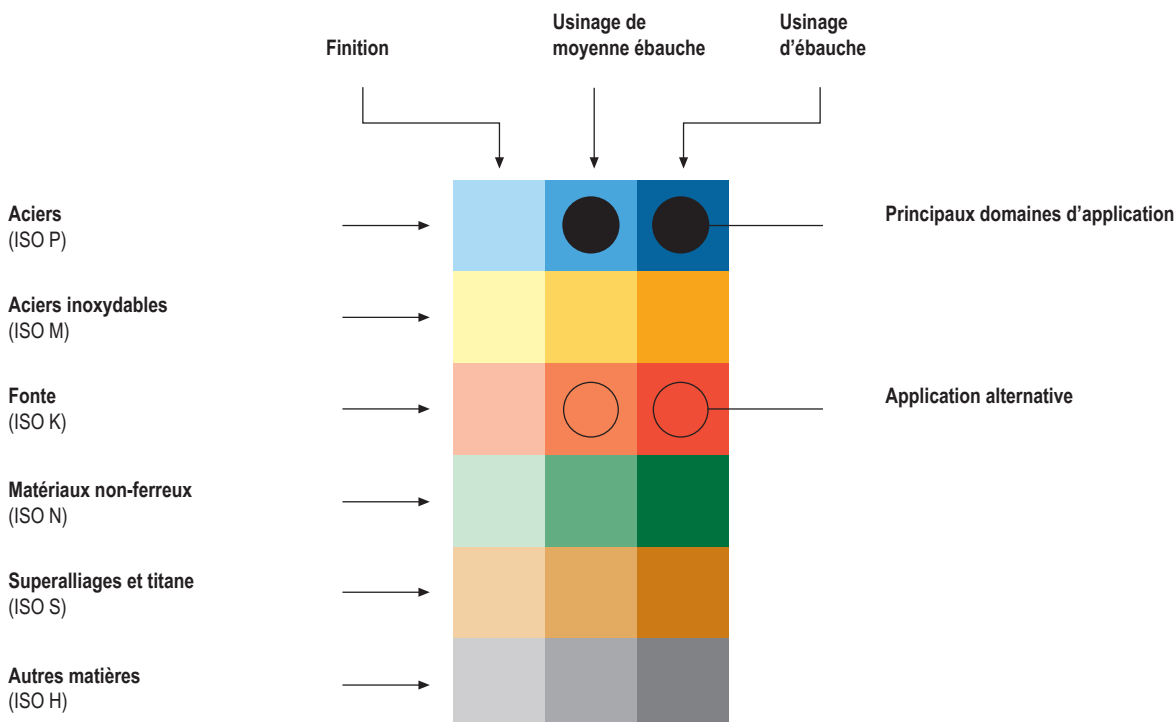 Finition
Usinage de
moyenne ébauche
Usinage
d’ébauche
Aciers
(ISO P)
Principaux domaines d’application
Aciers inoxydables
(ISO M)
Fonte
(ISO K)
Application alternative
Matériaux non-ferreux
(ISO N)
Superalliages et titane
(ISO S)
Autres matières
(ISO H)